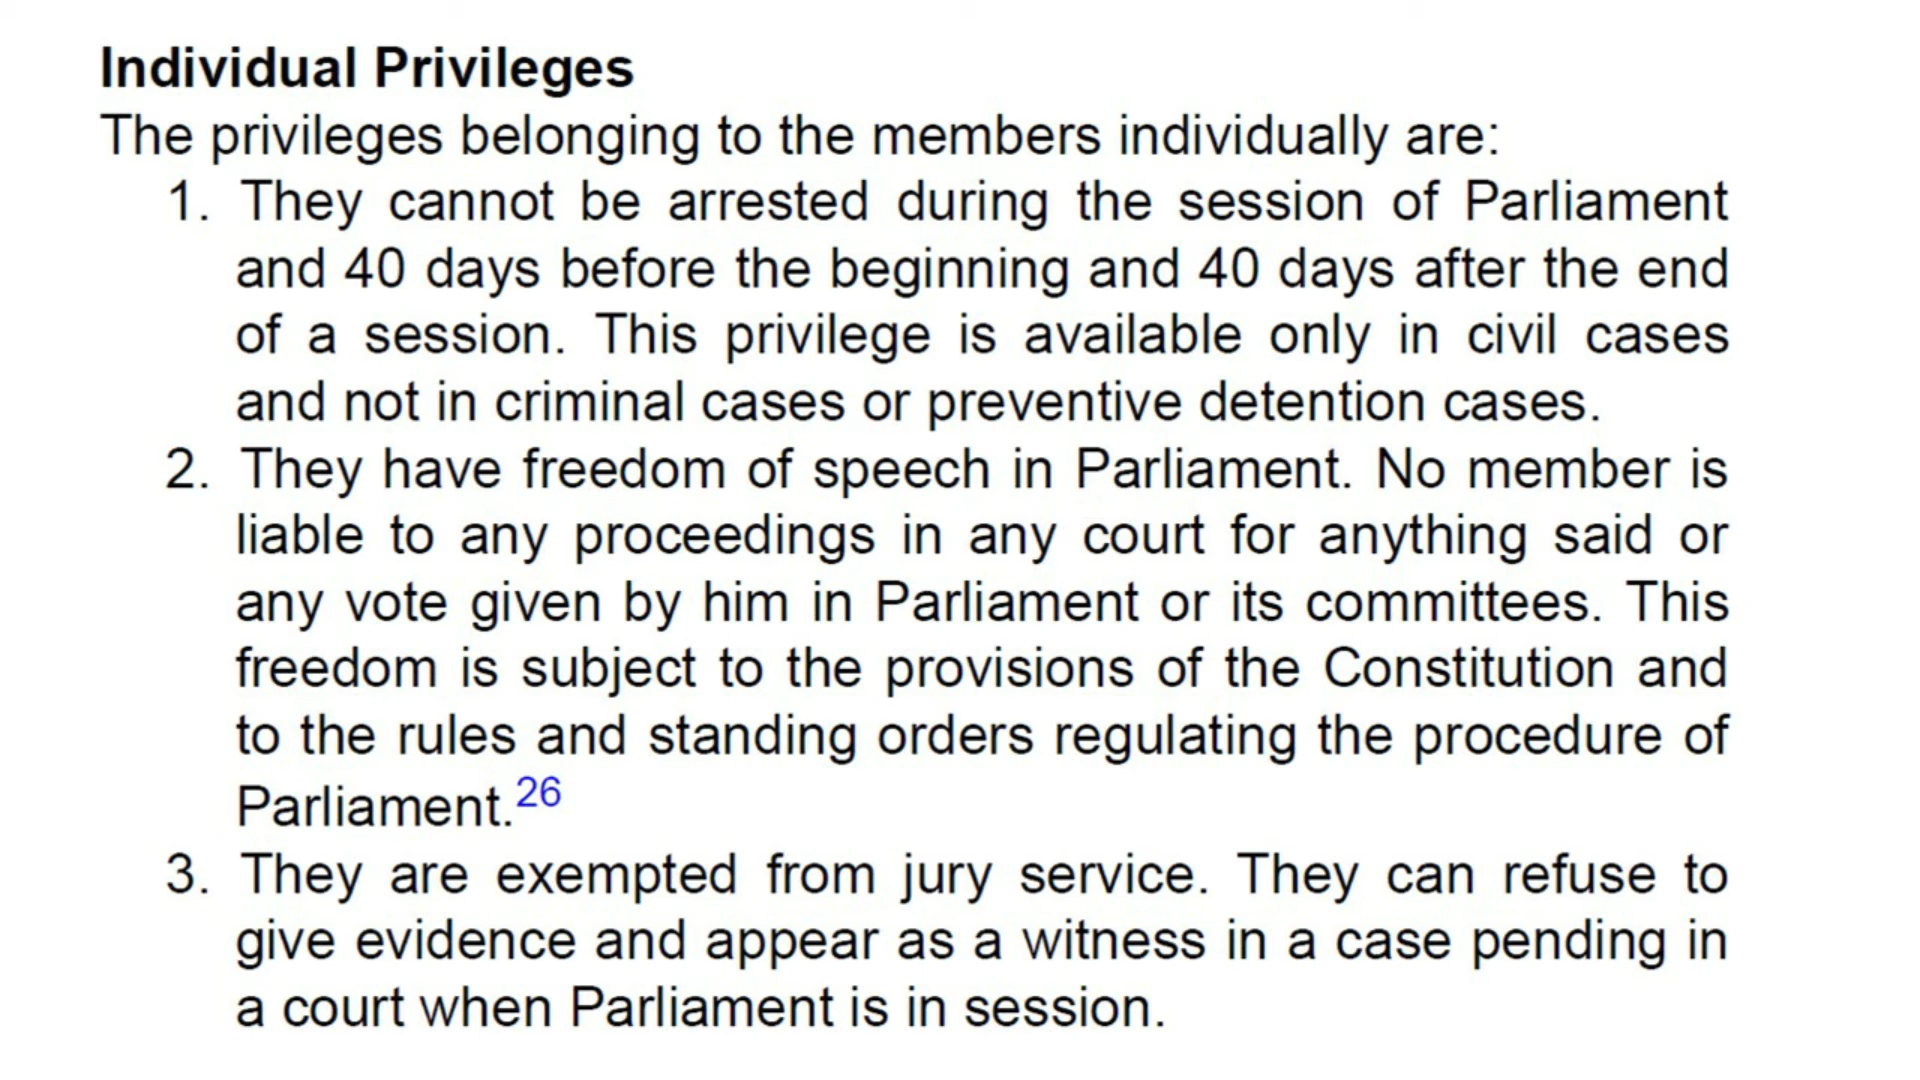 Individual Privileges
The privileges belonging to the members individually are:
1. They cannot be arrested during the session of Parliament
and 40 days before the beginning and 40 days after the end
of a session. This privilege is available only in civil cases
and not in criminal cases or preventive detention cases.
2. They have freedom of speech in Parliament. No member is
liable to any proceedings in any court for anything said or
any vote given by him in Parliament or its committees. This
freedom is subject to the provisions of the Constitution and
to the rules and standing orders regulating the procedure of
Parliament.26
3. They are exempted from jury service. They can refuse to
give evidence and appear as a witness in a case pending in
a court when Parliament is in session.